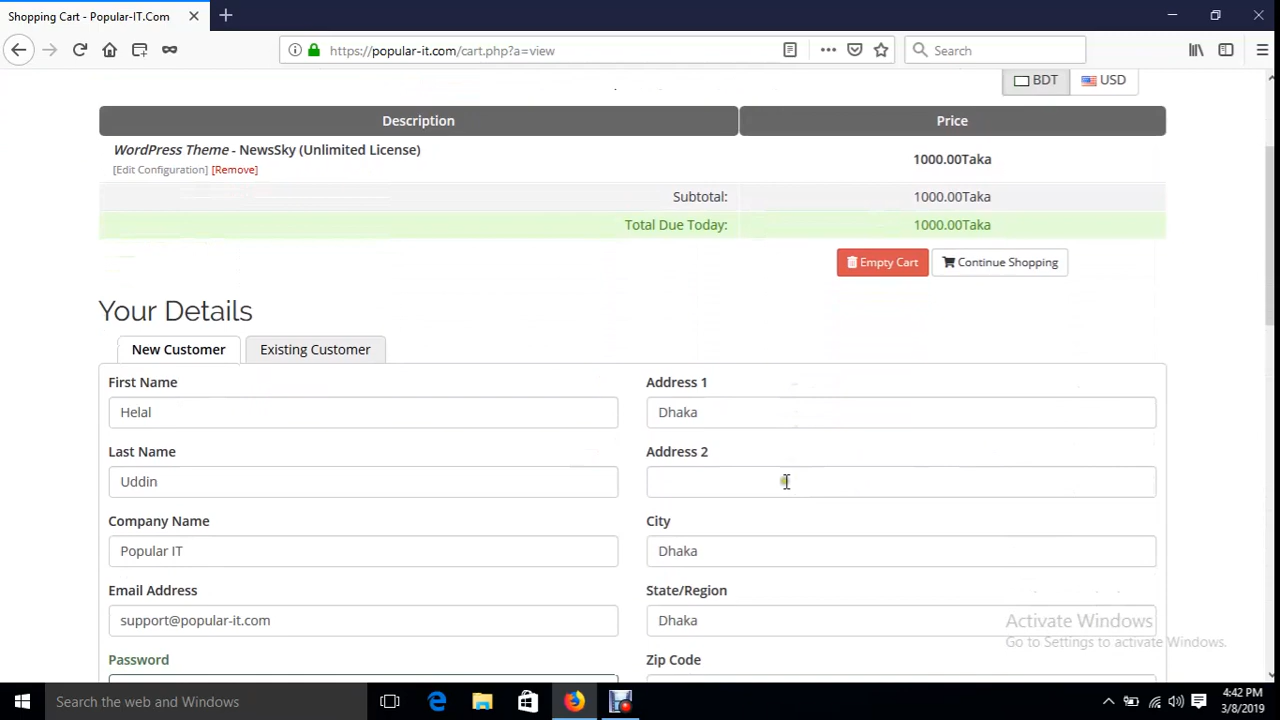 Shopping Cart - Popular-IT.Com
https://popular-it.com/cart.php?a=view
Search
BDT
USD
Description
Price
WordPress Theme - NewsSky (Unlimited License)
1000.00Taka
[Edit Configuration] [Remove]
Subtotal:
1000.00Taka
Total Due Today:
1000.00Taka
Empty Cart
Continue Shopping
Your Details
New Customer
Existing Customer
First Name
Address 1
Helal
Dhaka
Last Name
Address 2
Uddin
Company Name
City
Popular IT
Dhaka
Email Address
State/Region
support@popular-it.com
Dhaka
Activate Windows
Go to Settings to activate Windows.
Password
Zip Code
Search the web and Windows
4:42 PM
3/8/2019